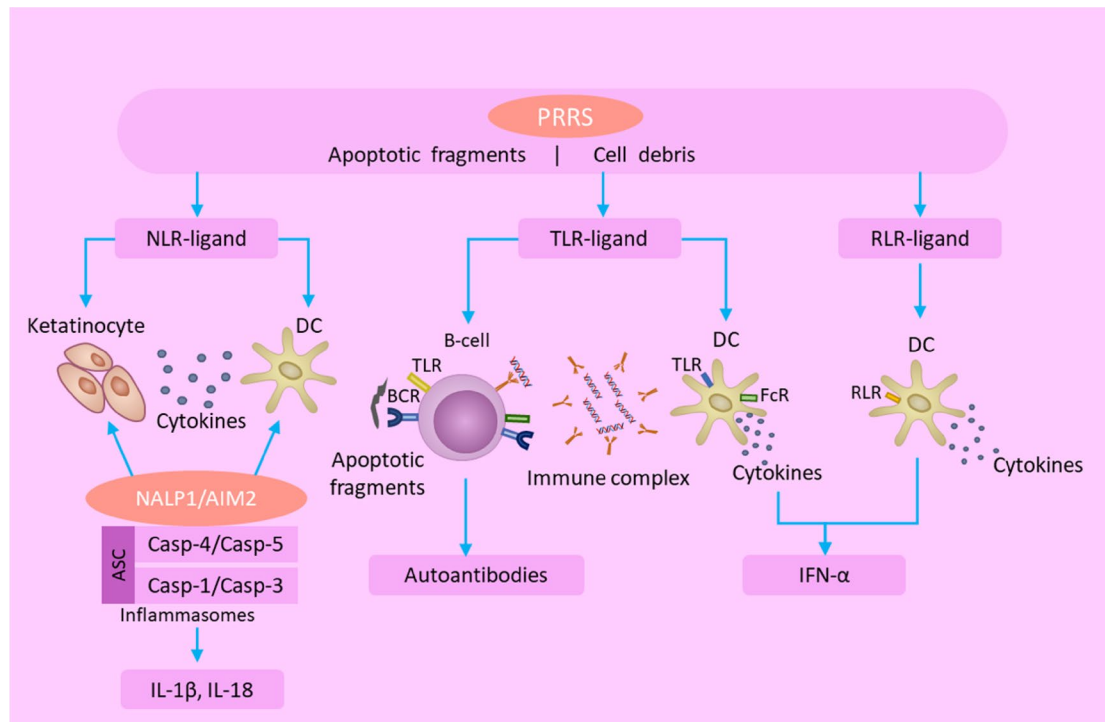 PRRS
Apoptotic fragments | Cell debris
NLR-ligand
TLR-ligand
RLR-ligand
Ketatinocyte
DC
Cytokines
NALP1/AIM2
ASC
Casp-4/Casp-5
Casp-1/Casp-3
Inflammasomes
IL-1β, IL-18
B-cell
TLR
BCR
Apoptotic
fragments
Immune complex
Autoantibodies
DC
TLR
FcR
Cytokines
DC
RLR
Cytokines
IFN-α